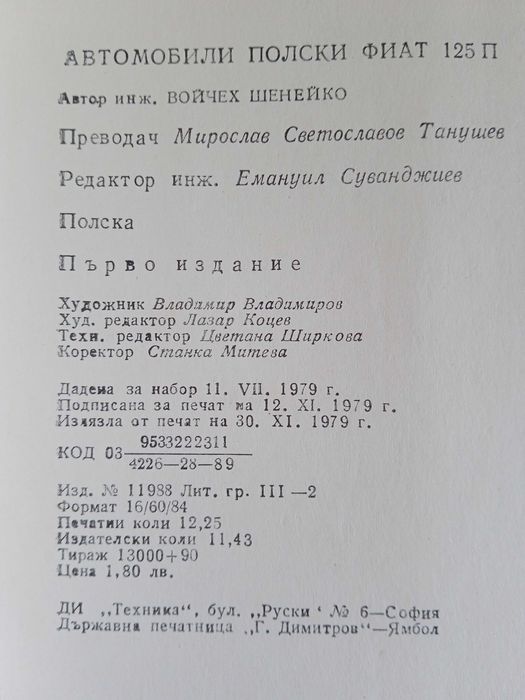 АВТОМОБИЛИ ПОЛСКИ ФИАТ 125 П
Автор инж. ВОЙЧЕХ ШЕНЕЙКО
Преводач Мирослав Светославов Танушев
Редактор инж. Емануил Суванджиев
Полска
Първо издание
Художник Владимир Владимиров
Худ. редактор Лазар Коцев
Техн. редактор Цветана Ширкова
Коректор Станка Митева
Дадена за набор 11. VII. 1979 г.
Подписана за печат на 12. XI. 1979 г.
Излязла от печат на 30. XI. 1979 г.
9533222311
КОД 03
4226—28—89
Изд. № 11988 Лит. гр. III —2
Формат 16/60/84
Печатни коли 12,25
Издателски коли 11,43
Тираж 13000+90
Цена 1,80 лв.
ДИ „Техника“, бул. „Руски‘ № 6—София
Държавна печатница „Г. Димитров“—Ямбол